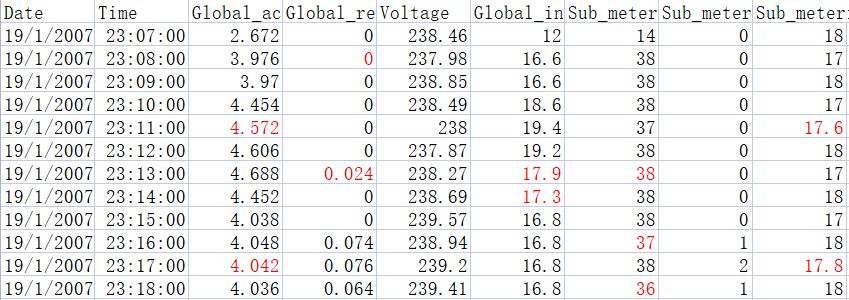 Date Time Global_ac Global_re Voltage Global_in Sub_meter Sub_meter Sub_meter
19/1/2007 23:07:00 2.672 0 238.46 12 14 0 18
19/1/2007 23:08:00 3.976 0 237.98 16.6 38 0 17
19/1/2007 23:09:00 3.97 0 238.85 16.6 38 0 18
19/1/2007 23:10:00 4.454 0 238.49 18.6 38 0 17
19/1/2007 23:11:00 4.572 0 238 19.4 37 0 17.6
19/1/2007 23:12:00 4.606 0 237.87 19.2 38 0 18
19/1/2007 23:13:00 4.688 0.024 238.27 17.9 38 0 17
19/1/2007 23:14:00 4.452 0 238.69 17.3 38 0 18
19/1/2007 23:15:00 4.038 0 239.57 16.8 38 0 17
19/1/2007 23:16:00 4.048 0.074 238.94 16.8 37 1 18
19/1/2007 23:17:00 4.042 0.076 239.2 16.8 38 2 17.8
19/1/2007 23:18:00 4.036 0.064 239.41 16.8 36 1 18